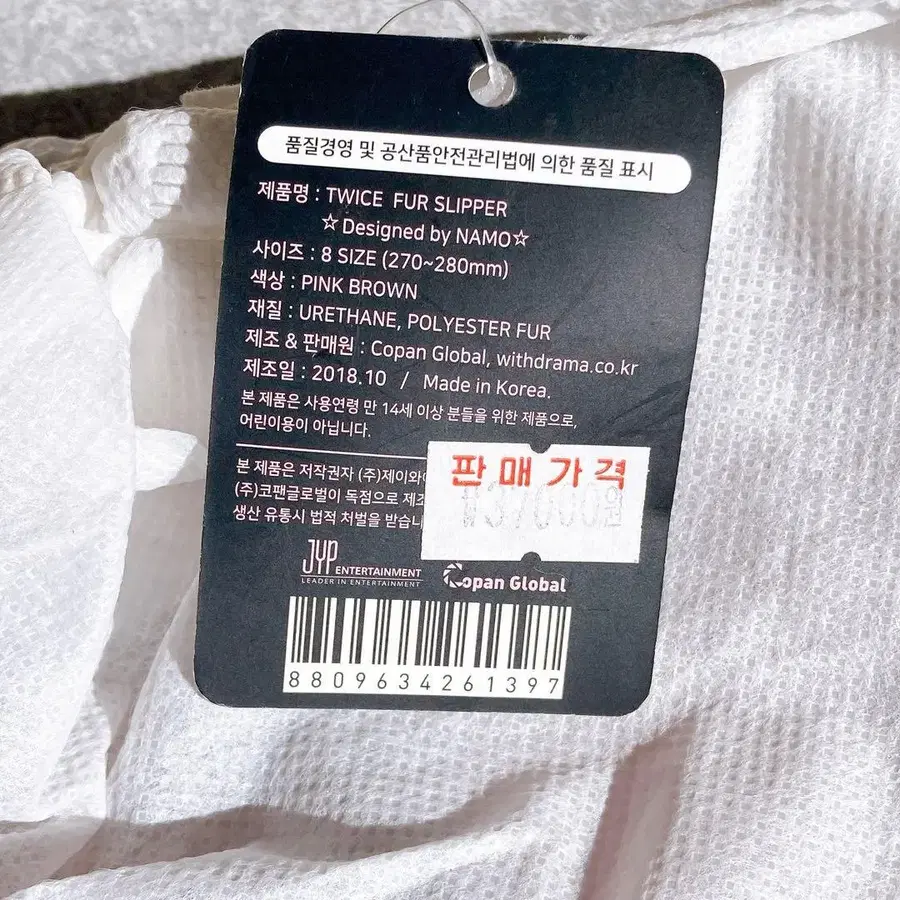 품질경영 및 공산품안전관리법에 의한 품질 표시
제품명 : TWICE FUR SLIPPER
☆Designed by NAMO☆
사이즈 : 8 SIZE (270~280mm)
색상 : PINK BROWN
재질 : URETHANE, POLYESTER FUR
제조 & 판매원 : Copan Global, withdrama.co.kr
제조일 : 2018.10 / Made in Korea.
본 제품은 사용연령 만 14세 이상 분들을 위한 제품으로,
어린이용이 아닙니다.
본 제품은 저작권자 (주)제이와이
(주)코팬글로벌이 독점으로 제조
생산 유통시 법적 처벌을 받습니
판매가격
₩37000원
JYP ENTERTAINMENT
LEADER IN ENTERTAINMENT
Copan Global
8809634261397